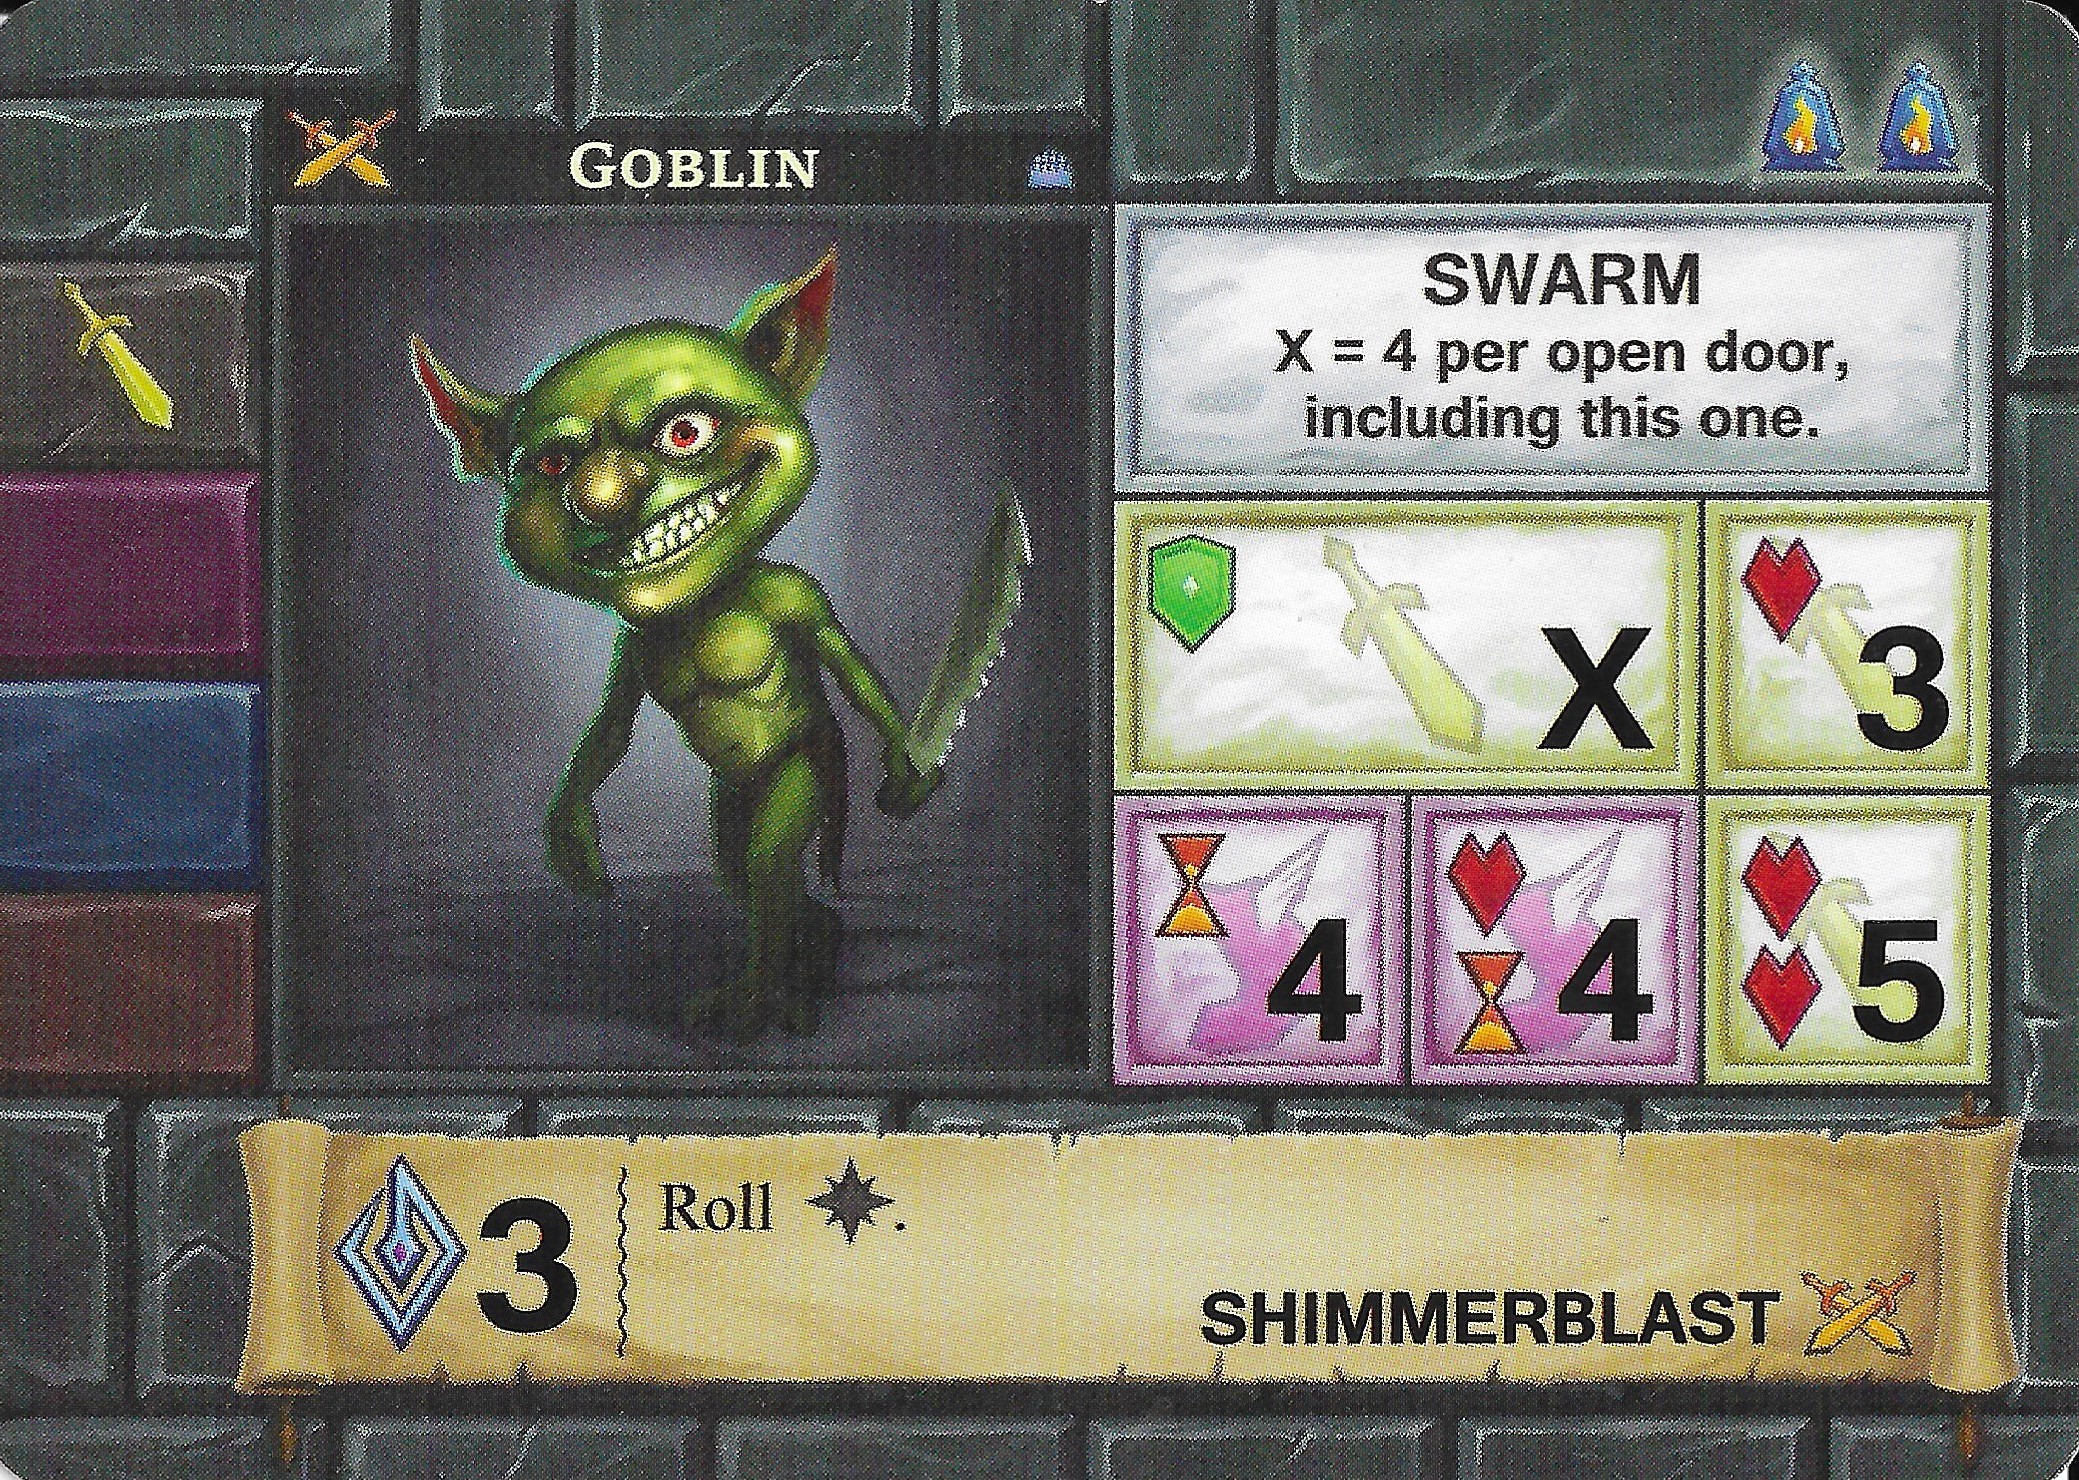 GOBLIN
SWARM
X = 4 per open door,
including this one.
X
3
4
4
5
3
Roll .
SHIMMERBLAST